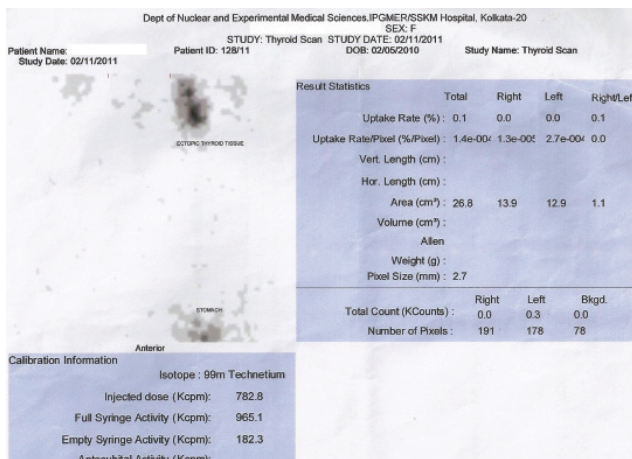 Dept of Nuclear and Experimental Medical Sciences,IPGMER/SSKM Hospital, Kolkata-20
SEX: F
STUDY: Thyroid Scan STUDY DATE: 02/11/2011
Patient Name: Patient ID: 128/11 DOB: 02/05/2010 Study Name: Thyroid Scan
Study Date: 02/11/2011
ECTOPIC THYROID TISSUE
STOMACH
Anterior
Result Statistics
Total Right Left Right/Lef
Uptake Rate (%) : 0.1 0.0 0.0 0.1
Uptake Rate/Pixel (%/Pixel) : 1.4e-004 1.3e-005 2.7e-004 0.0
Vert. Length (cm) :
Hor. Length (cm) :
Area (cm²) : 26.8 13.9 12.9 1.1
Volume (cm³) :
Allen
Weight (g) :
Pixel Size (mm) : 2.7
Right Left Bkgd.
Total Count (KCounts) : 0.0 0.3 0.0
Number of Pixels : 191 178 78
Calibration Information
Isotope : 99m Technetium
Injected dose (Kcpm): 782.8
Full Syringe Activity (Kcpm): 965.1
Empty Syringe Activity (Kcpm): 182.3
Antecubital Activity (Kcpm):